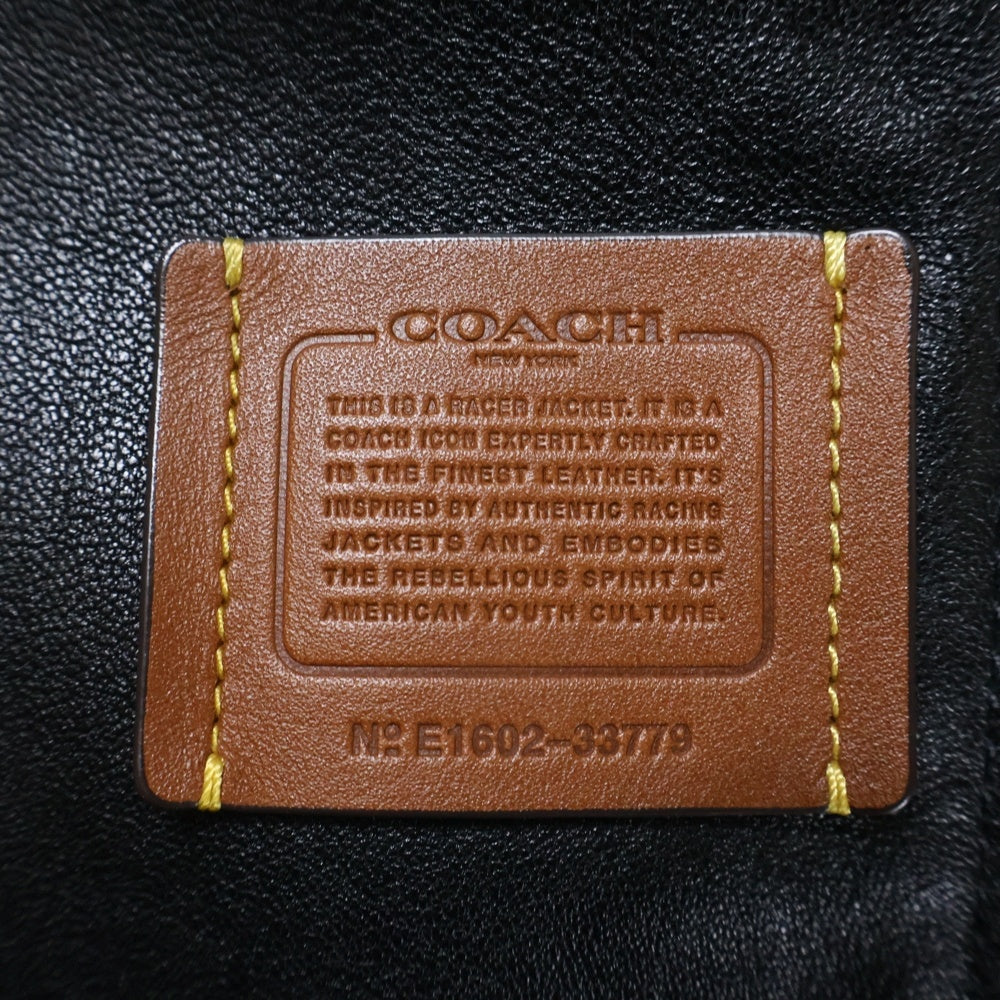 COACH
NEW YORK
THIS IS A RACER JACKET. IT IS A
COACH ICON EXPERTLY CRAFTED
IN THE FINEST LEATHER. IT'S
INSPIRED BY AUTHENTIC RACING
JACKETS AND EMBODIES
THE REBELLIOUS SPIRIT OF
AMERICAN YOUTH CULTURE.
Nº E1602-33779